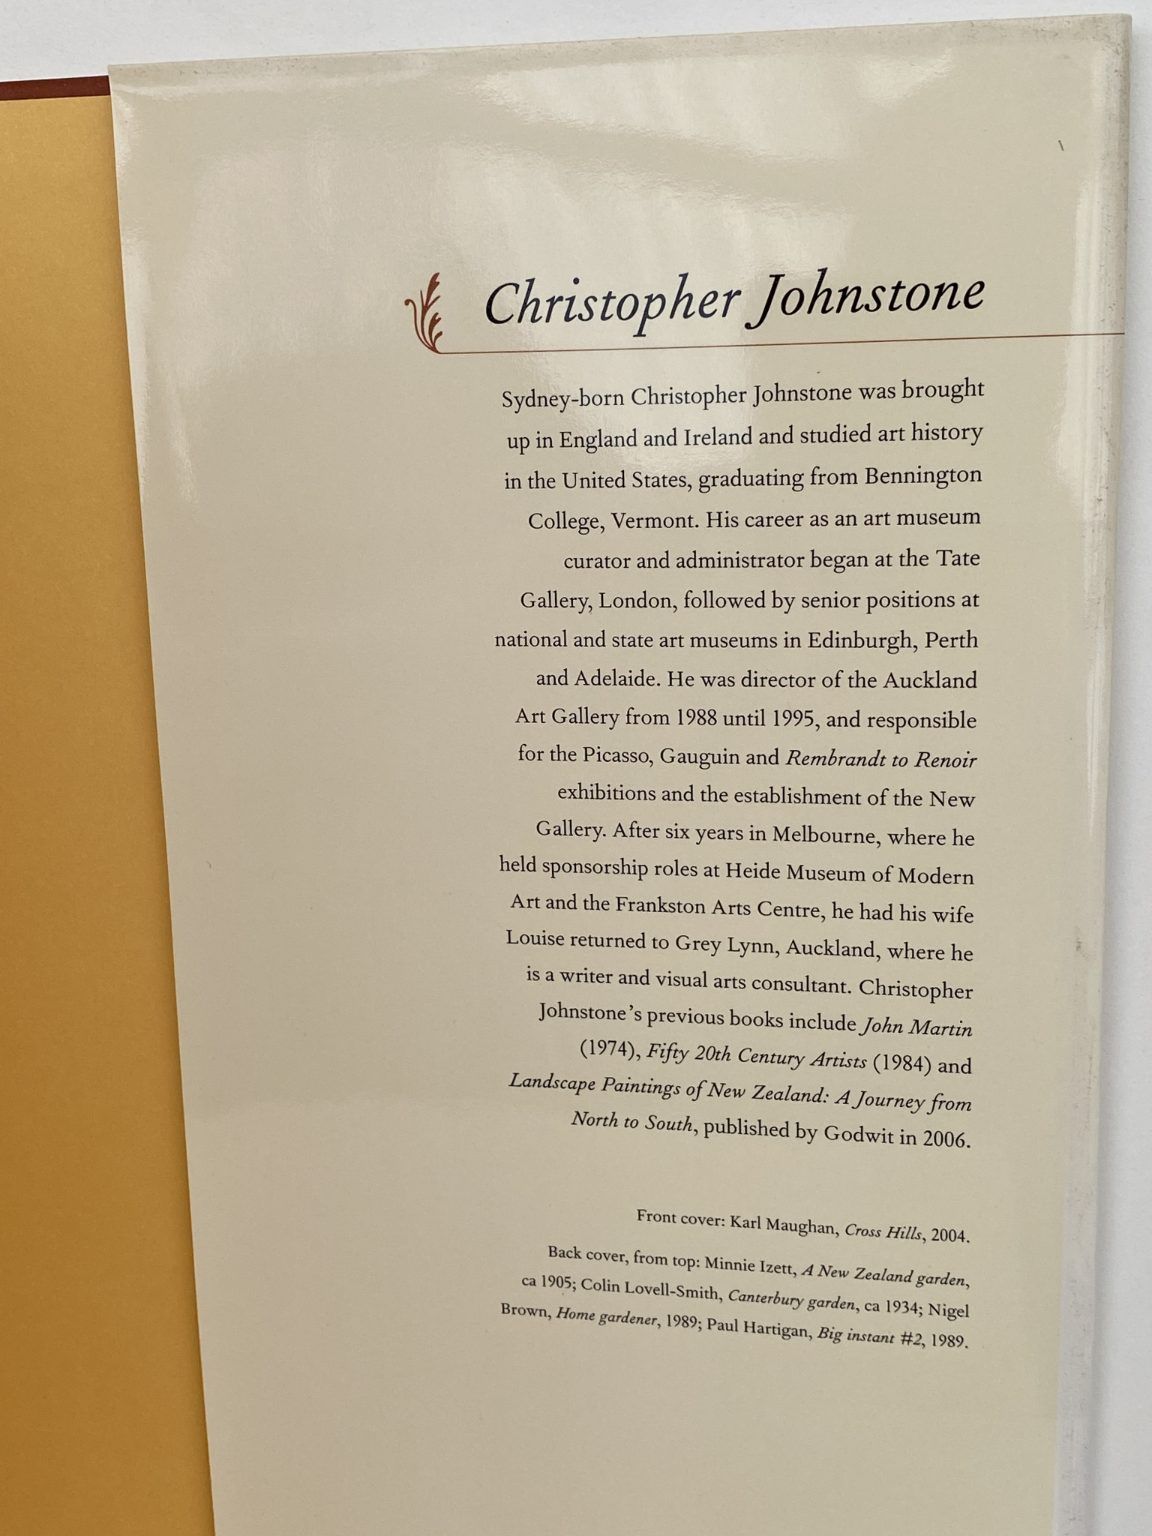 Christopher Johnstone
Sydney-born Christopher Johnstone was brought
up in England and Ireland and studied art history
in the United States, graduating from Bennington
College, Vermont. His career as an art museum
curator and administrator began at the Tate
Gallery, London, followed by senior positions at
national and state art museums in Edinburgh, Perth
and Adelaide. He was director of the Auckland
Art Gallery from 1988 until 1995, and responsible
for the Picasso, Gauguin and Rembrandt to Renoir
exhibitions and the establishment of the New
Gallery. After six years in Melbourne, where he
held sponsorship roles at Heide Museum of Modern
Art and the Frankston Arts Centre, he had his wife
Louise returned to Grey Lynn, Auckland, where he
is a writer and visual arts consultant. Christopher
Johnstone's previous books include John Martin
(1974), Fifty 20th Century Artists (1984) and
Landscape Paintings of New Zealand: A Journey from
North to South, published by Godwit in 2006.
Front cover: Karl Maughan, Cross Hills, 2004.
Back cover, from top: Minnie Izett, A New Zealand garden,
ca 1905; Colin Lovell-Smith, Canterbury garden, ca 1934; Nigel
Brown, Home gardener, 1989; Paul Hartigan, Big instant #2, 1989.